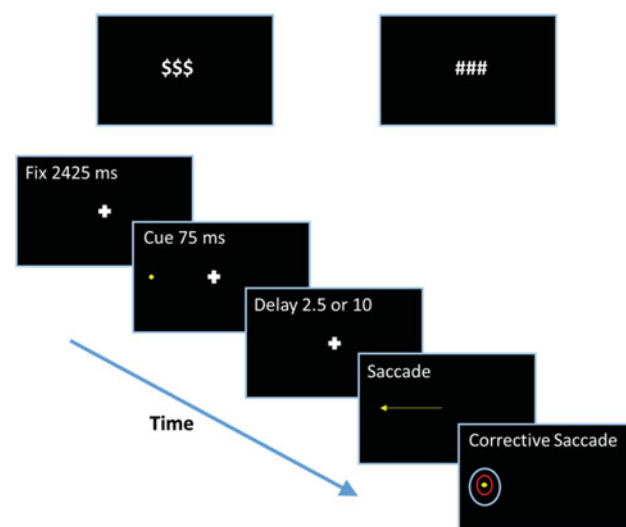 $$$
###
Fix 2425 ms
Cue 75 ms
Delay 2.5 or 10
Saccade
Time
Corrective Saccade